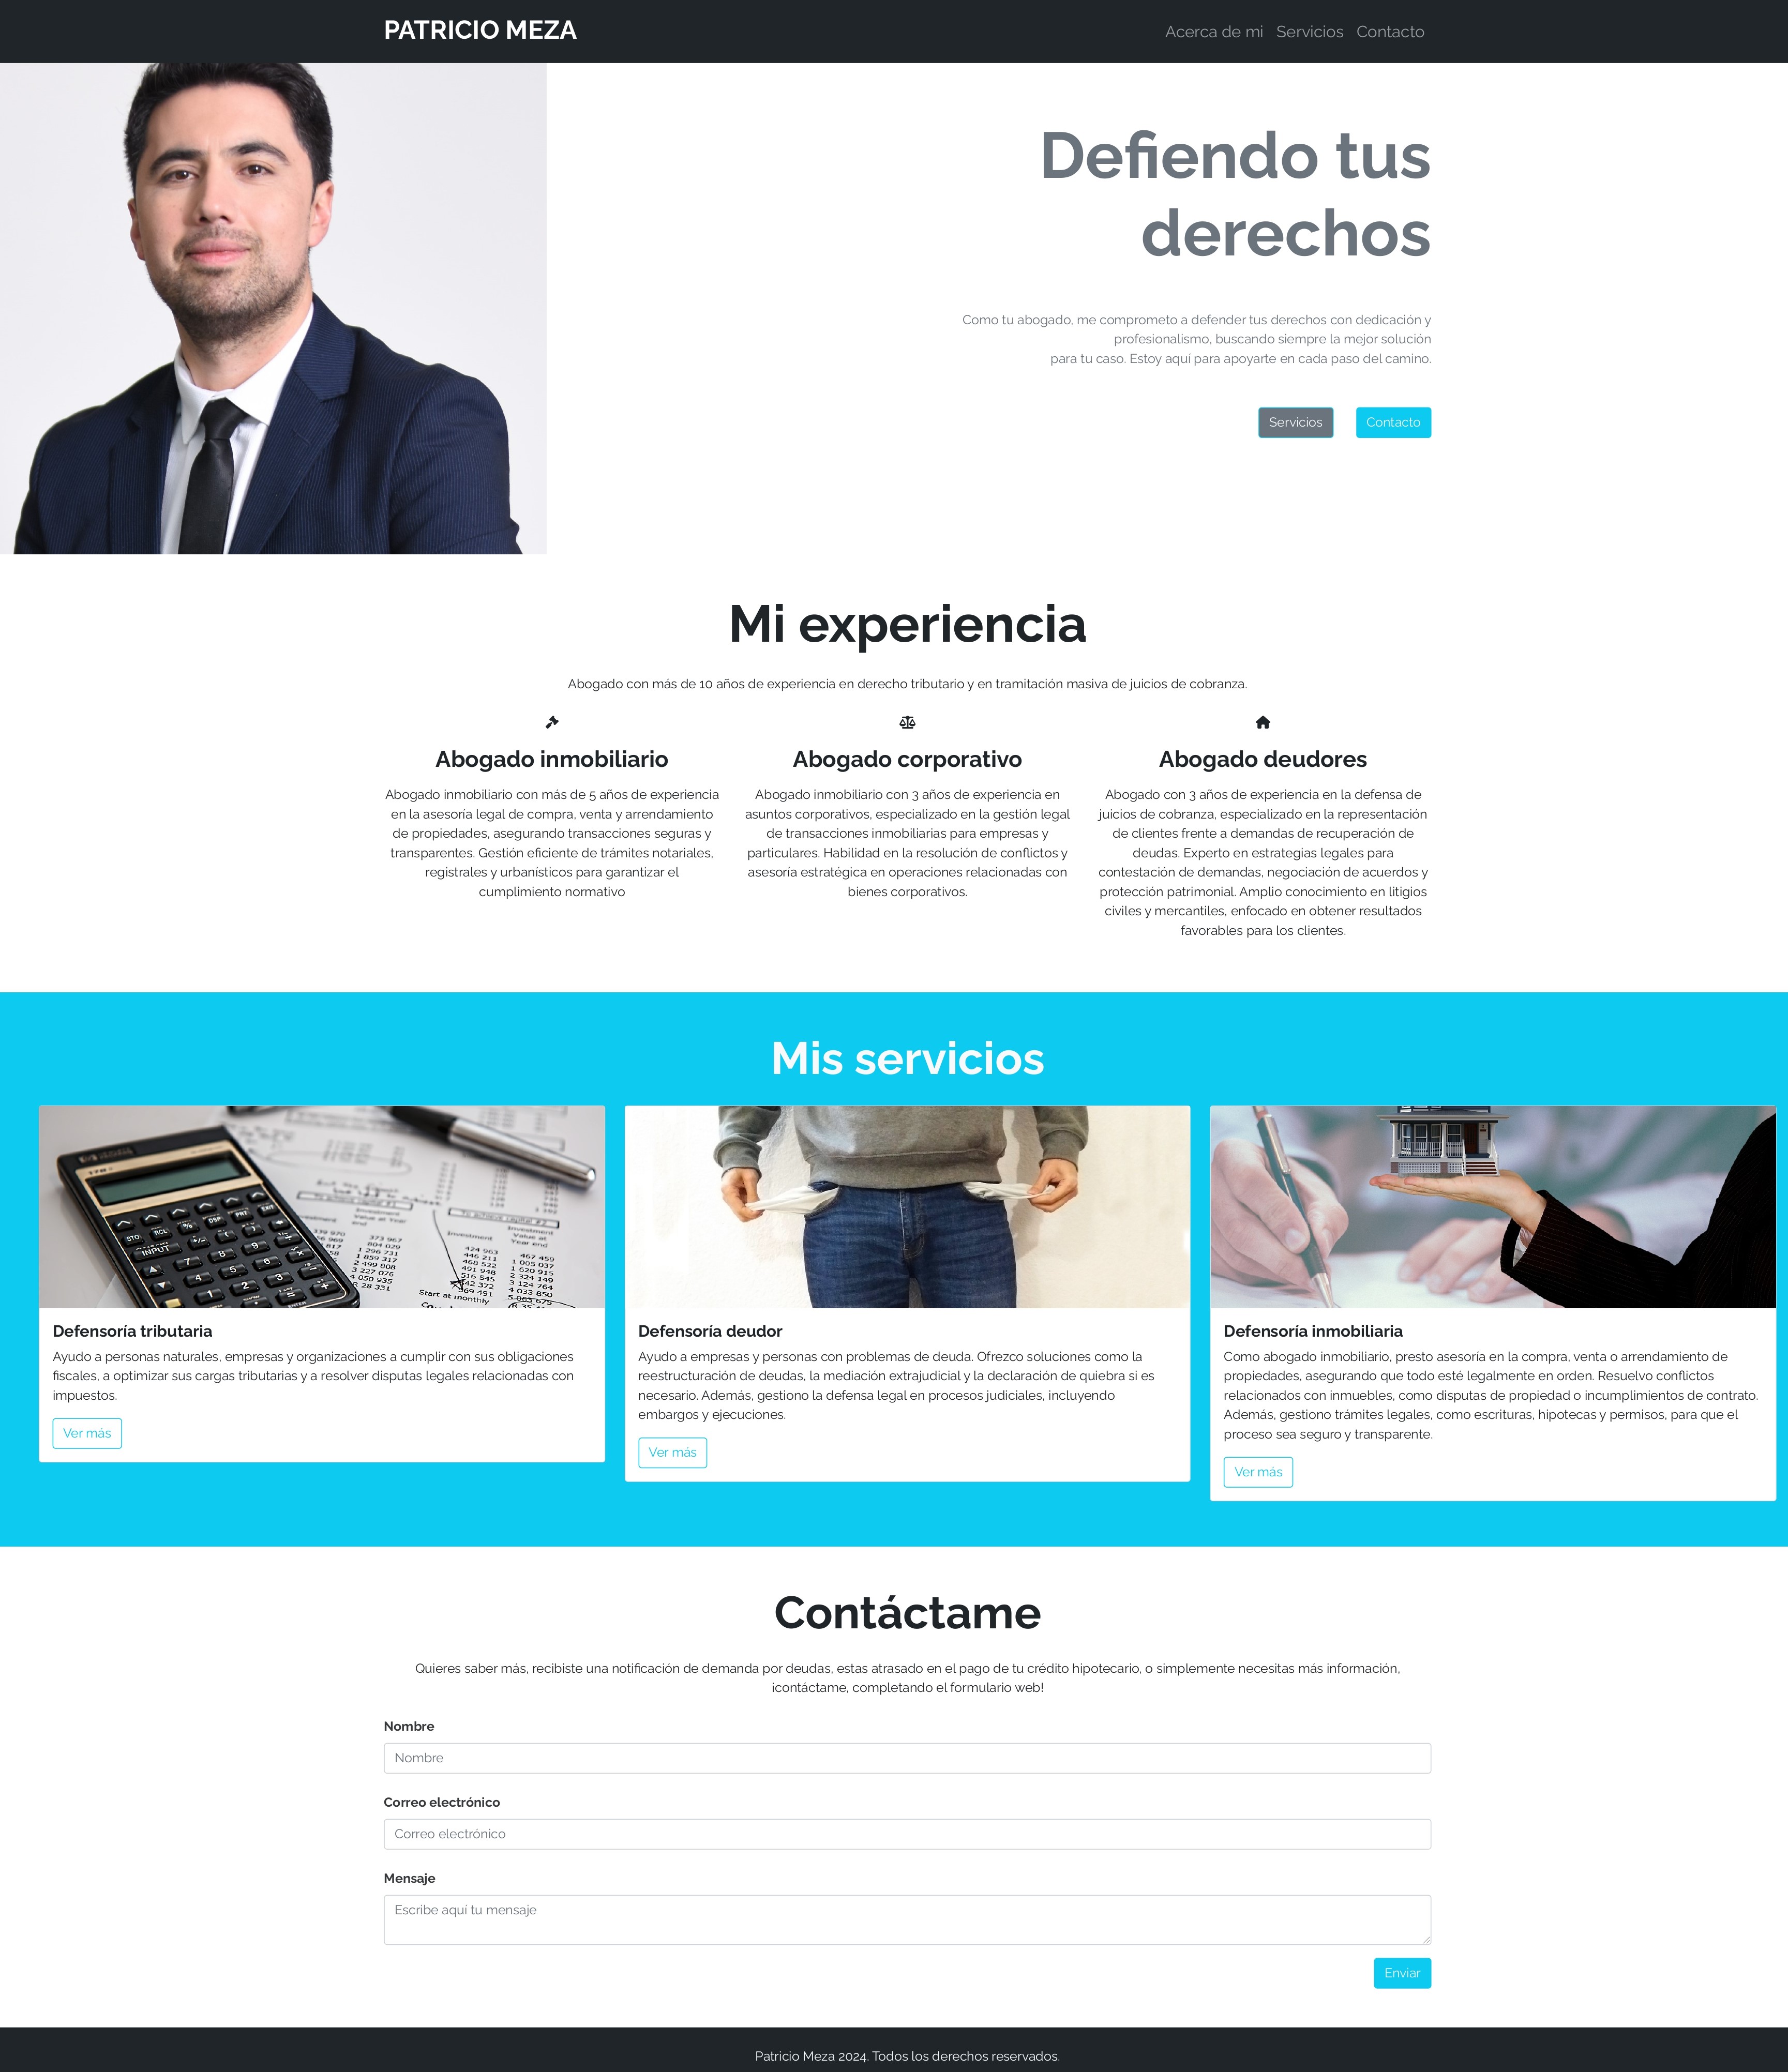 PATRICIO MEZA
Acerca de mi Servicios Contacto
Defiendo tus
derechos
Como tu abogado, me comprometo a defender tus derechos con dedicación y
profesionalismo, buscando siempre la mejor solución
para tu caso. Estoy aquí para apoyarte en cada paso del camino.
Servicios Contacto
Mi experiencia
Abogado con más de 10 años de experiencia en derecho tributario y en tramitación masiva de juicios de cobranza.
Abogado inmobiliario
Abogado inmobiliario con más de 5 años de experiencia
en la asesoría legal de compra, venta y arrendamiento
de propiedades, asegurando transacciones seguras y
transparentes. Gestión eficiente de trámites notariales,
registrales y urbanísticos para garantizar el
cumplimiento normativo
Abogado corporativo
Abogado inmobiliario con 3 años de experiencia en
asuntos corporativos, especializado en la gestión legal
de transacciones inmobiliarias para empresas y
particulares. Habilidad en la resolución de conflictos y
asesoría estratégica en operaciones relacionadas con
bienes corporativos.
Abogado deudores
Abogado con 3 años de experiencia en la defensa de
juicios de cobranza, especializado en la representación
de clientes frente a demandas de recuperación de
deudas. Experto en estrategias legales para
contestación de demandas, negociación de acuerdos y
protección patrimonial. Amplio conocimiento en litigios
civiles y mercantiles, enfocado en obtener resultados
favorables para los clientes.
Mis servicios
Defensoría tributaria
Ayudo a personas naturales, empresas y organizaciones a cumplir con sus obligaciones
fiscales, a optimizar sus cargas tributarias y a resolver disputas legales relacionadas con
impuestos.
Ver más
Defensoría deudor
Ayudo a empresas y personas con problemas de deuda. Ofrezco soluciones como la
reestructuración de deudas, la mediación extrajudicial y la declaración de quiebra si es
necesario. Además, gestiono la defensa legal en procesos judiciales, incluyendo
embargos y ejecuciones.
Ver más
Defensoría inmobiliaria
Como abogado inmobiliario, presto asesoría en la compra, venta o arrendamiento de
propiedades, asegurando que todo esté legalmente en orden. Resuelvo conflictos
relacionados con inmuebles, como disputas de propiedad o incumplimientos de contrato.
Además, gestiono trámites legales, como escrituras, hipotecas y permisos, para que el
proceso sea seguro y transparente.
Ver más
Contáctame
Quieres saber más, recibiste una notificación de demanda por deudas, estas atrasado en el pago de tu crédito hipotecario, o simplemente necesitas más información,
¡contáctame, completando el formulario web!
Nombre
Nombre
Correo electrónico
Correo electrónico
Mensaje
Escribe aquí tu mensaje
Enviar
Patricio Meza 2024. Todos los derechos reservados.